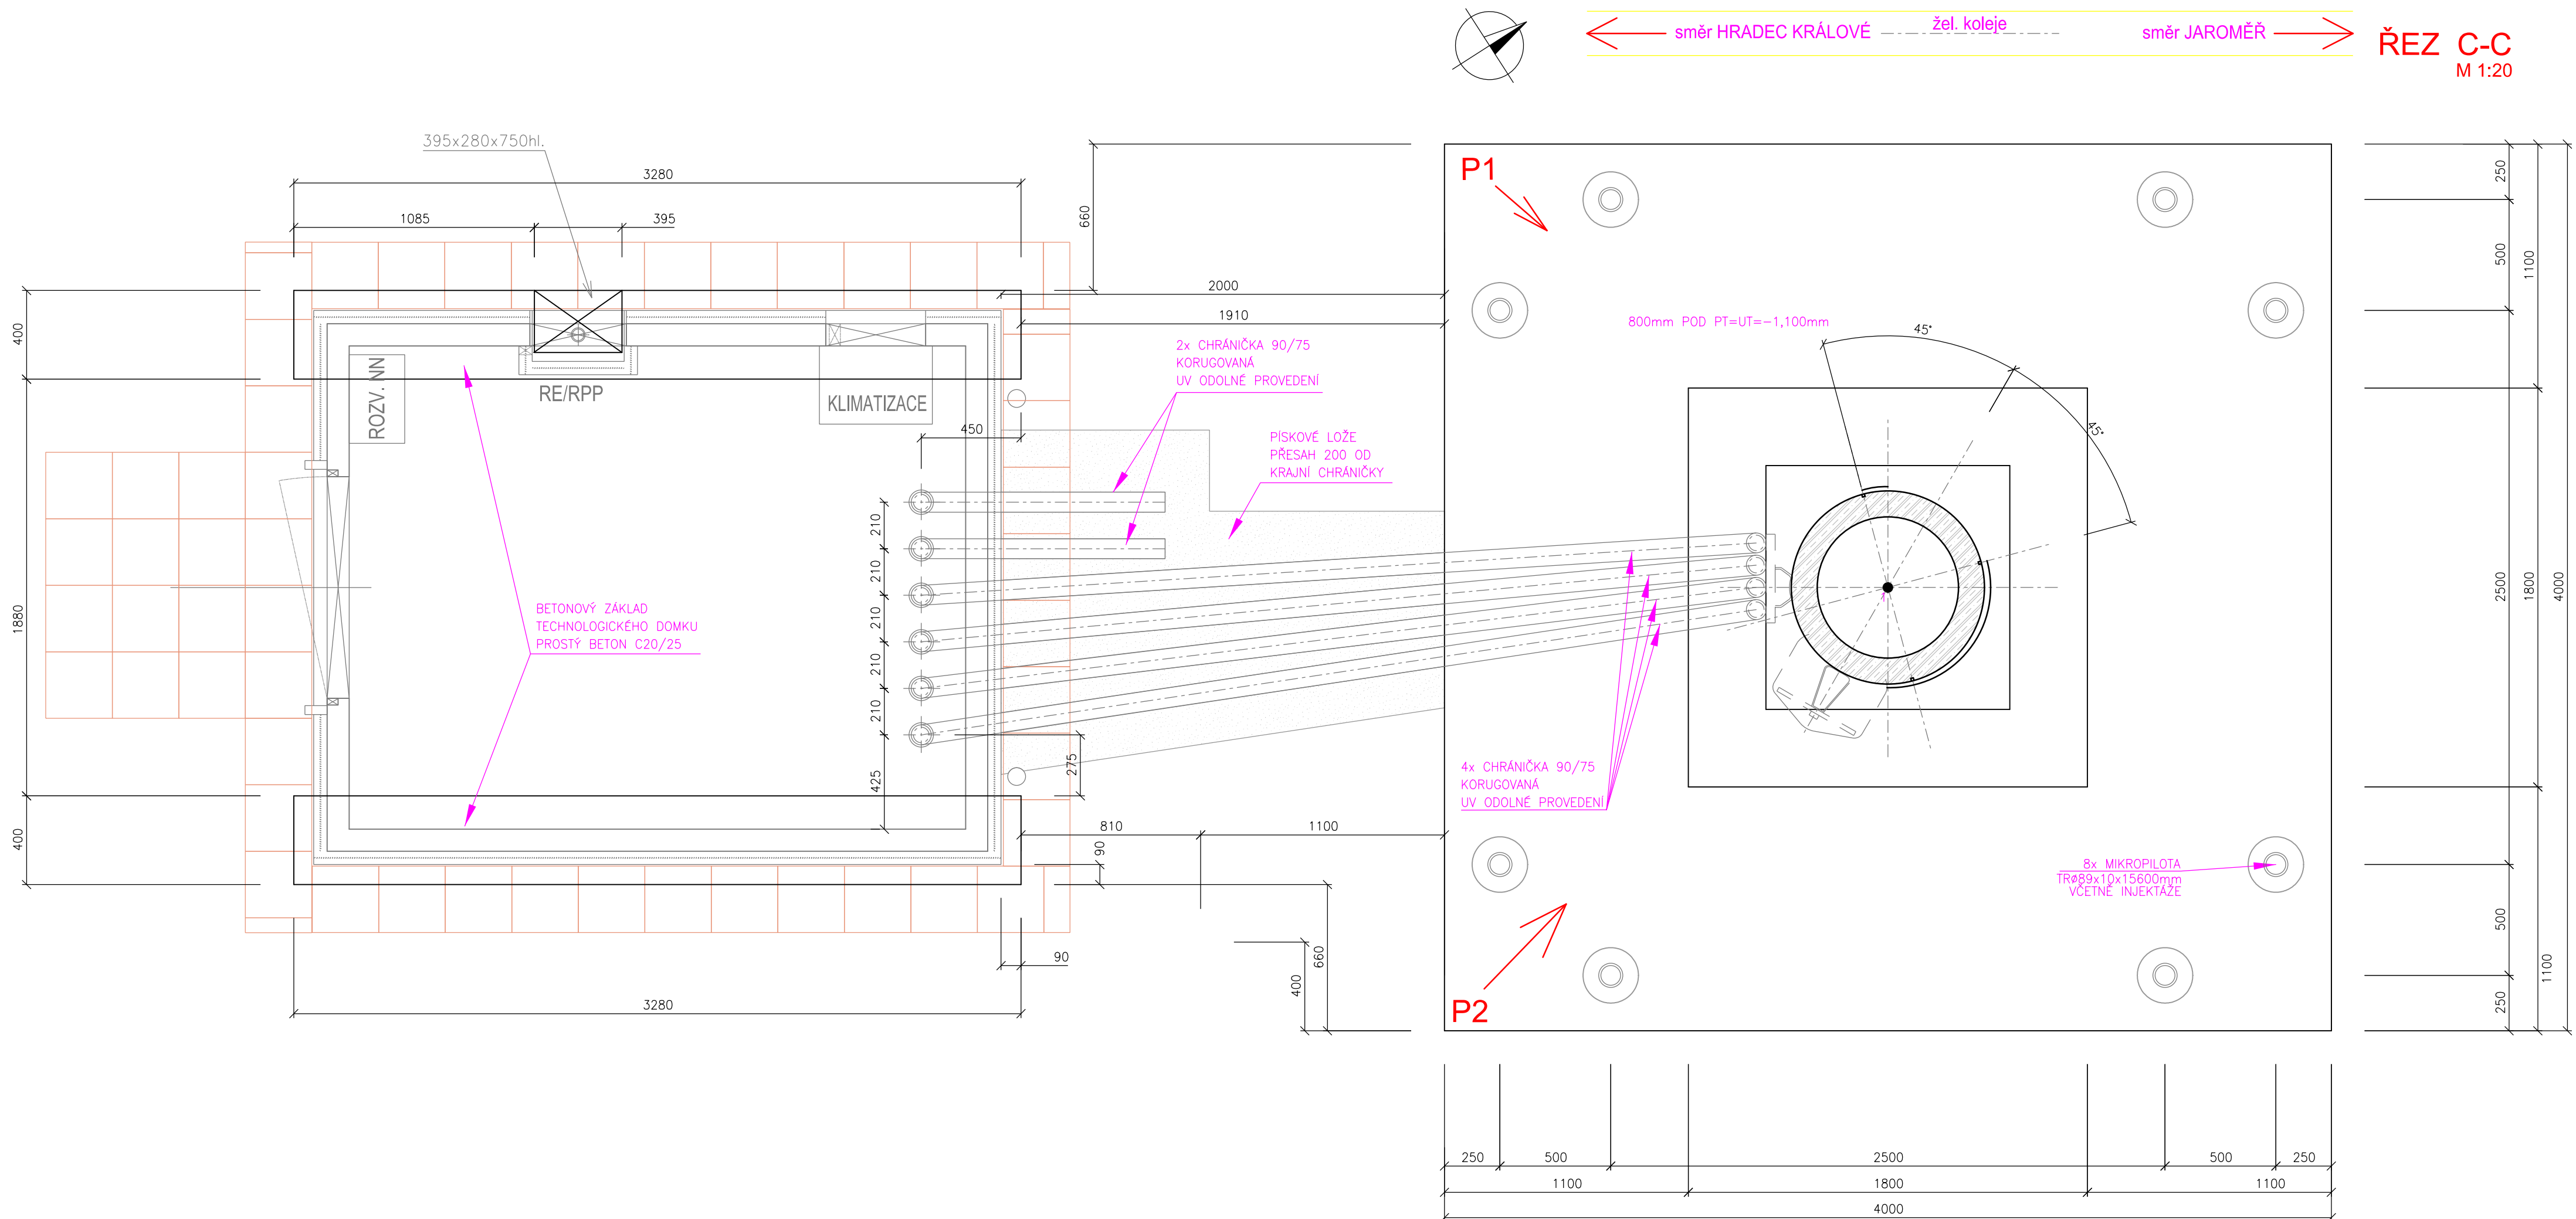 směr HRADEC KRÁLOVÉ
žel. koleje
směr JAROMĚŘ
ŘEZ C-C
M 1:20
395x280x750hl.
3280
1085
395
660
2000
1910
400
1880
400
ROZV. NN
RE/RPP
KLIMATIZACE
450
2x CHRÁNIČKA 90/75
KORUGOVANÁ
UV ODOLNÉ PROVEDENÍ
PÍSKOVÉ LOŽE
PŘESAH 200 OD
KRAJNÍ CHRÁNIČKY
210
210
210
210
210
425
275
BETONOVÝ ZÁKLAD
TECHNOLOGICKÉHO DOMKU
PROSTÝ BETON C20/25
810
1100
90
90
3280
400
660
P1
P2
800mm POD PT=UT=-1,100mm
45°
45°
4x CHRÁNIČKA 90/75
KORUGOVANÁ
UV ODOLNÉ PROVEDENÍ
8x MIKROPILOTA
TRØ89x10x15600mm
VČETNĚ INJEKTÁŽE
250
500
2500
500
250
1100
1800
1100
4000
250
500
2500
500
250
1100
1800
1100
4000